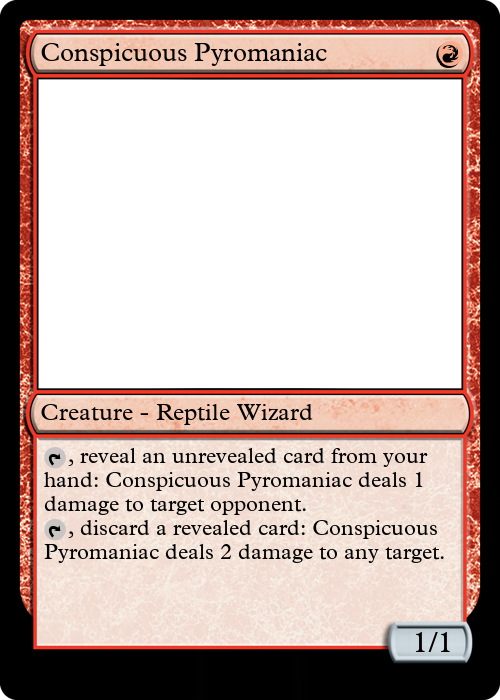 Conspicuous Pyromaniac
Creature - Reptile Wizard
, reveal an unrevealed card from your
hand: Conspicuous Pyromaniac deals 1
damage to target opponent.
, discard a revealed card: Conspicuous
Pyromaniac deals 2 damage to any target.
1/1